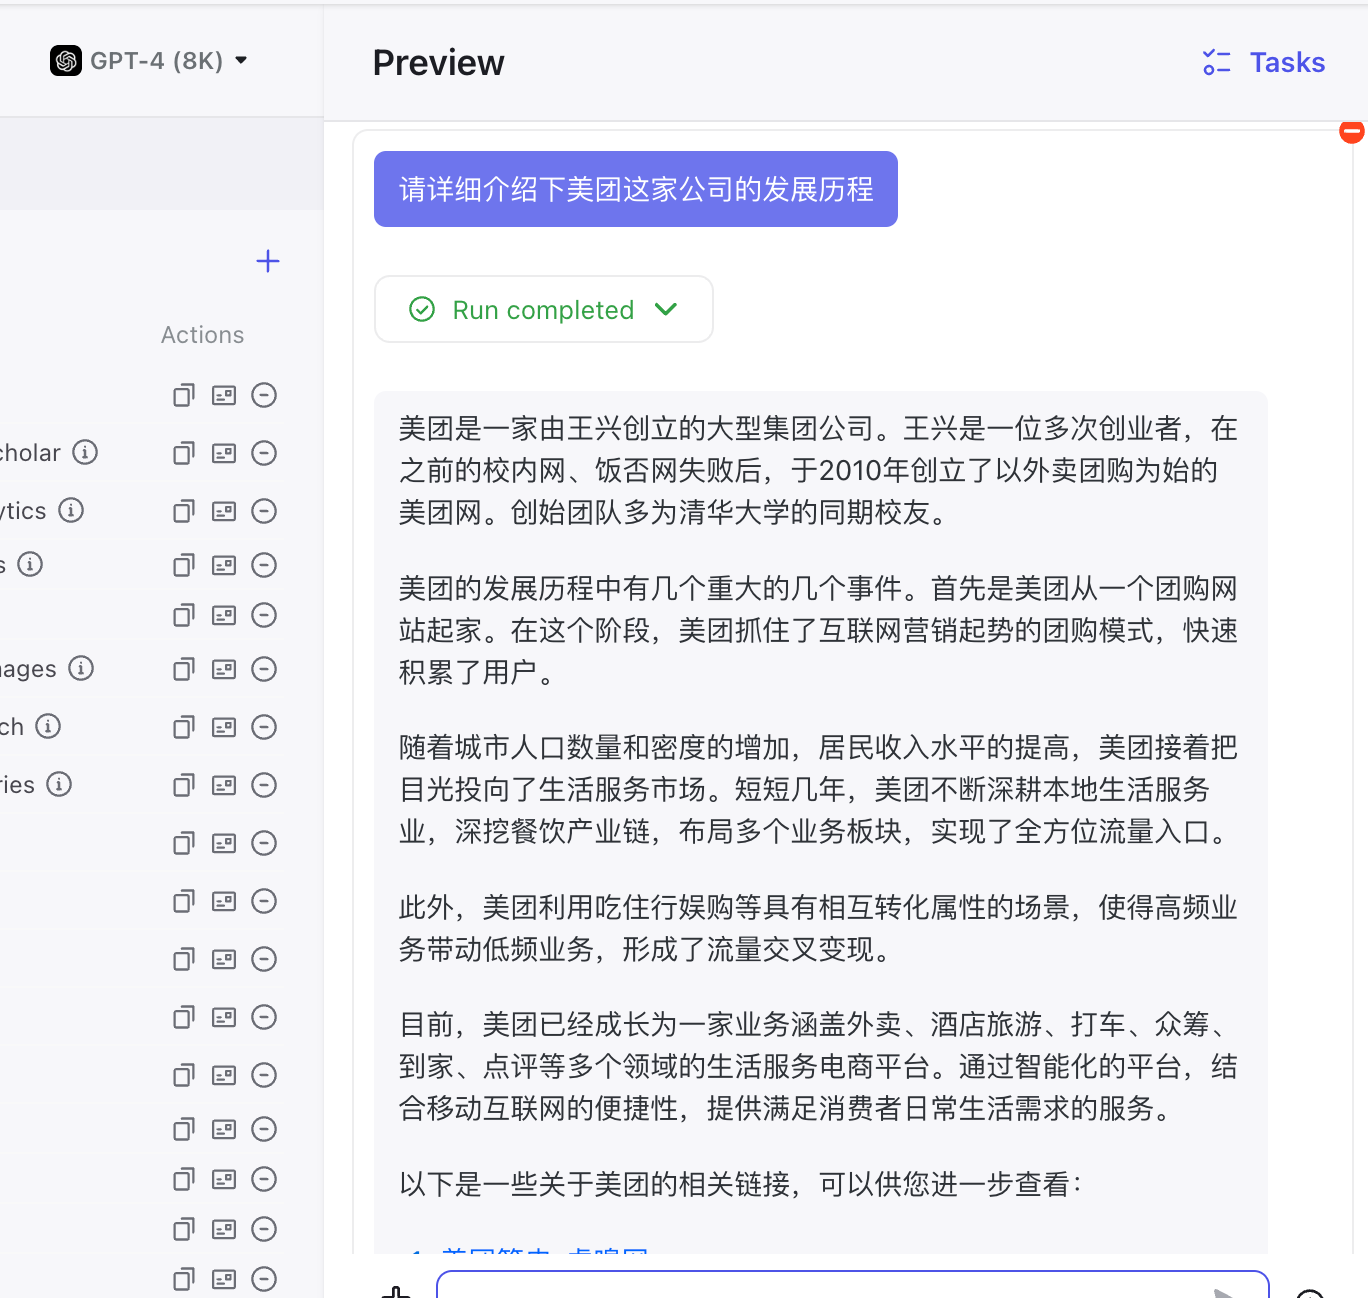 GPT-4 (8K)
Preview
Tasks
请详细介绍下美团这家公司的发展历程
Run completed
Actions
cholar
ytics
s
ages
ch
ries
美团是一家由王兴创立的大型集团公司。王兴是一位多次创业者，在
之前的校内网、饭否网失败后，于2010年创立了以外卖团购为始的
美团网。创始团队多为清华大学的同期校友。
美团的发展历程中有几个重大的几个事件。首先是美团从一个团购网
站起家。在这个阶段，美团抓住了互联网营销起势的团购模式，快速
积累了用户。
随着城市人口数量和密度的增加，居民收入水平的提高，美团接着把
目光投向了生活服务市场。短短几年，美团不断深耕本地生活服务
业，深挖餐饮产业链，布局多个业务板块，实现了全方位流量入口。
此外，美团利用吃住行娱购等具有相互转化属性的场景，使得高频业
务带动低频业务，形成了流量交叉变现。
目前，美团已经成长为一家业务涵盖外卖、酒店旅游、打车、众筹、
到家、点评等多个领域的生活服务电商平台。通过智能化的平台，结
合移动互联网的便捷性，提供满足消费者日常生活需求的服务。
以下是一些关于美团的相关链接，可以供您进一步查看：